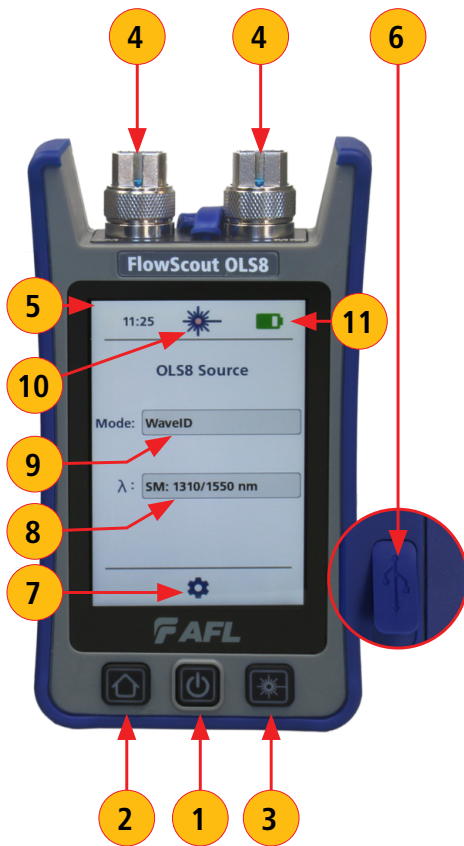 4 4 6
FlowScout OLS8
5
11:25
11
10
OLS8 Source
Mode: WaveID
9
λ: SM: 1310/1550 nm
8
7
AFL
2 1 3